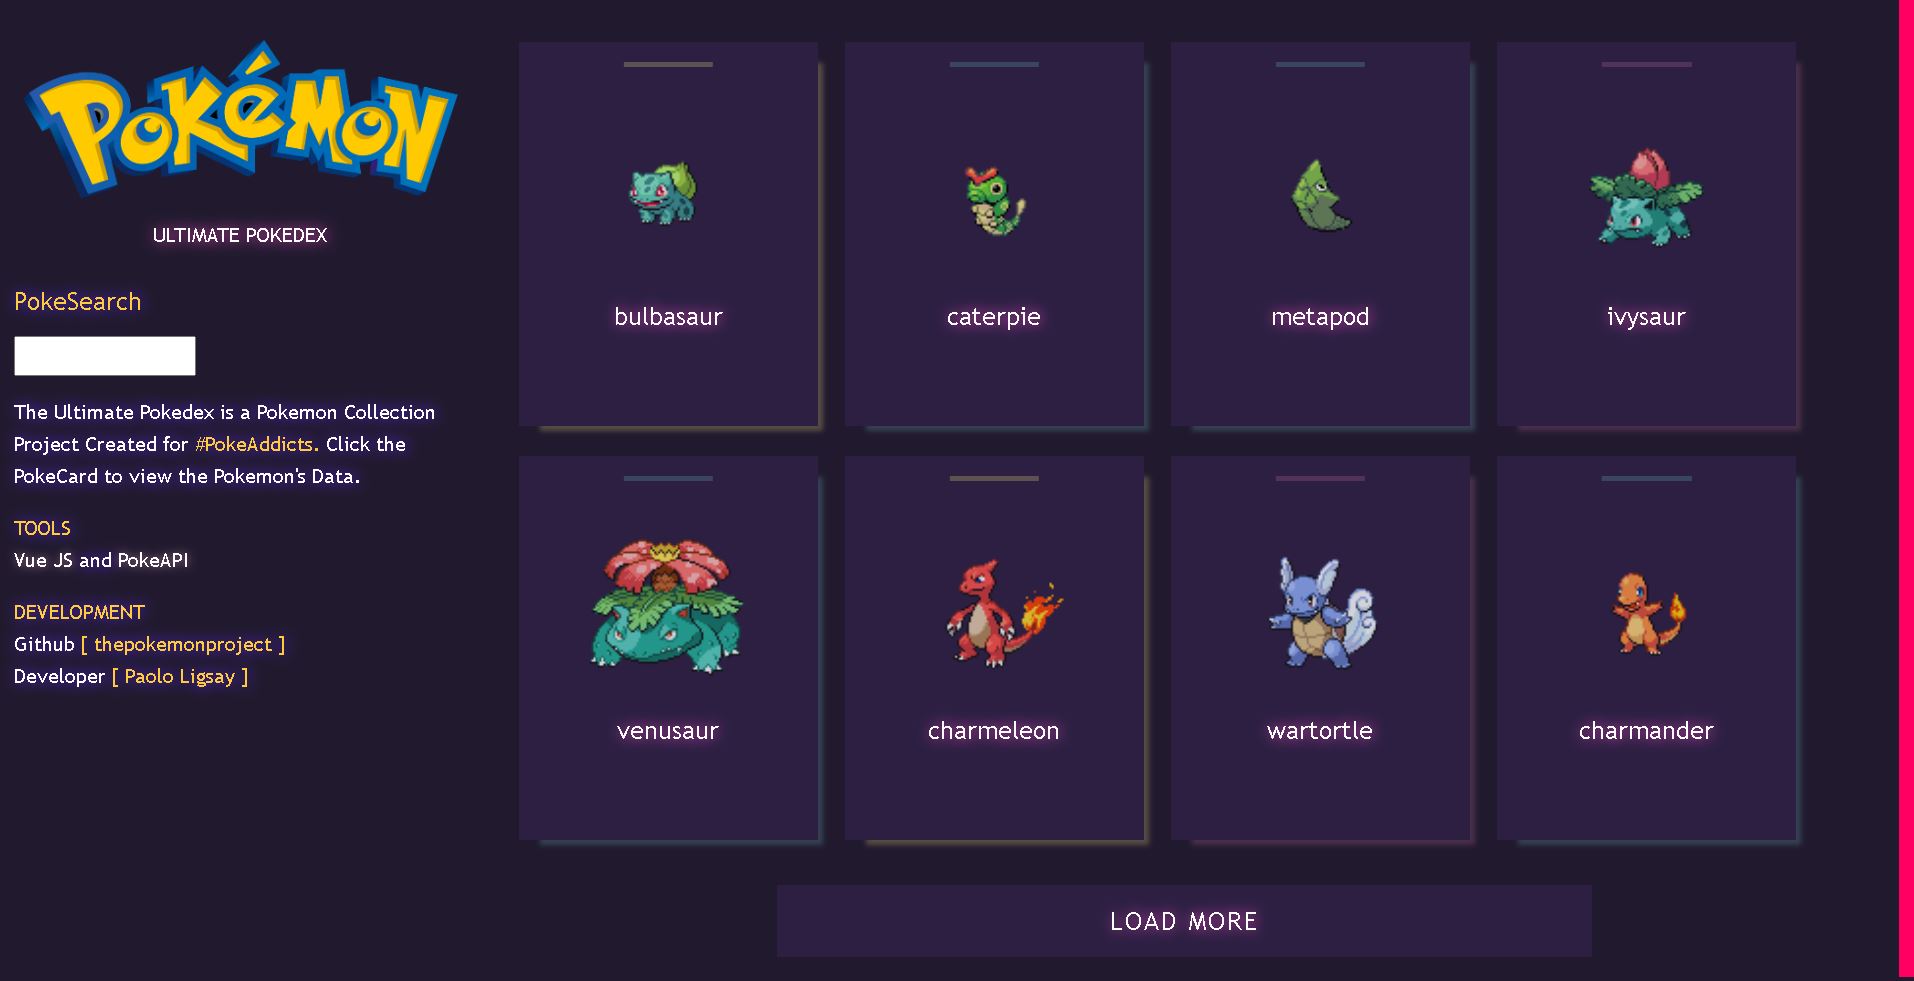 POKéMON
ULTIMATE POKEDEX
PokeSearch
The Ultimate Pokedex is a Pokemon Collection
Project Created for #PokeAddicts. Click the
PokeCard to view the Pokemon's Data.
TOOLS
Vue JS and PokeAPI
DEVELOPMENT
Github [ thepokemonproject ]
Developer [ Paolo Ligsay ]
bulbasaur
caterpie
metapod
ivysaur
venusaur
charmeleon
wartortle
charmander
LOAD MORE